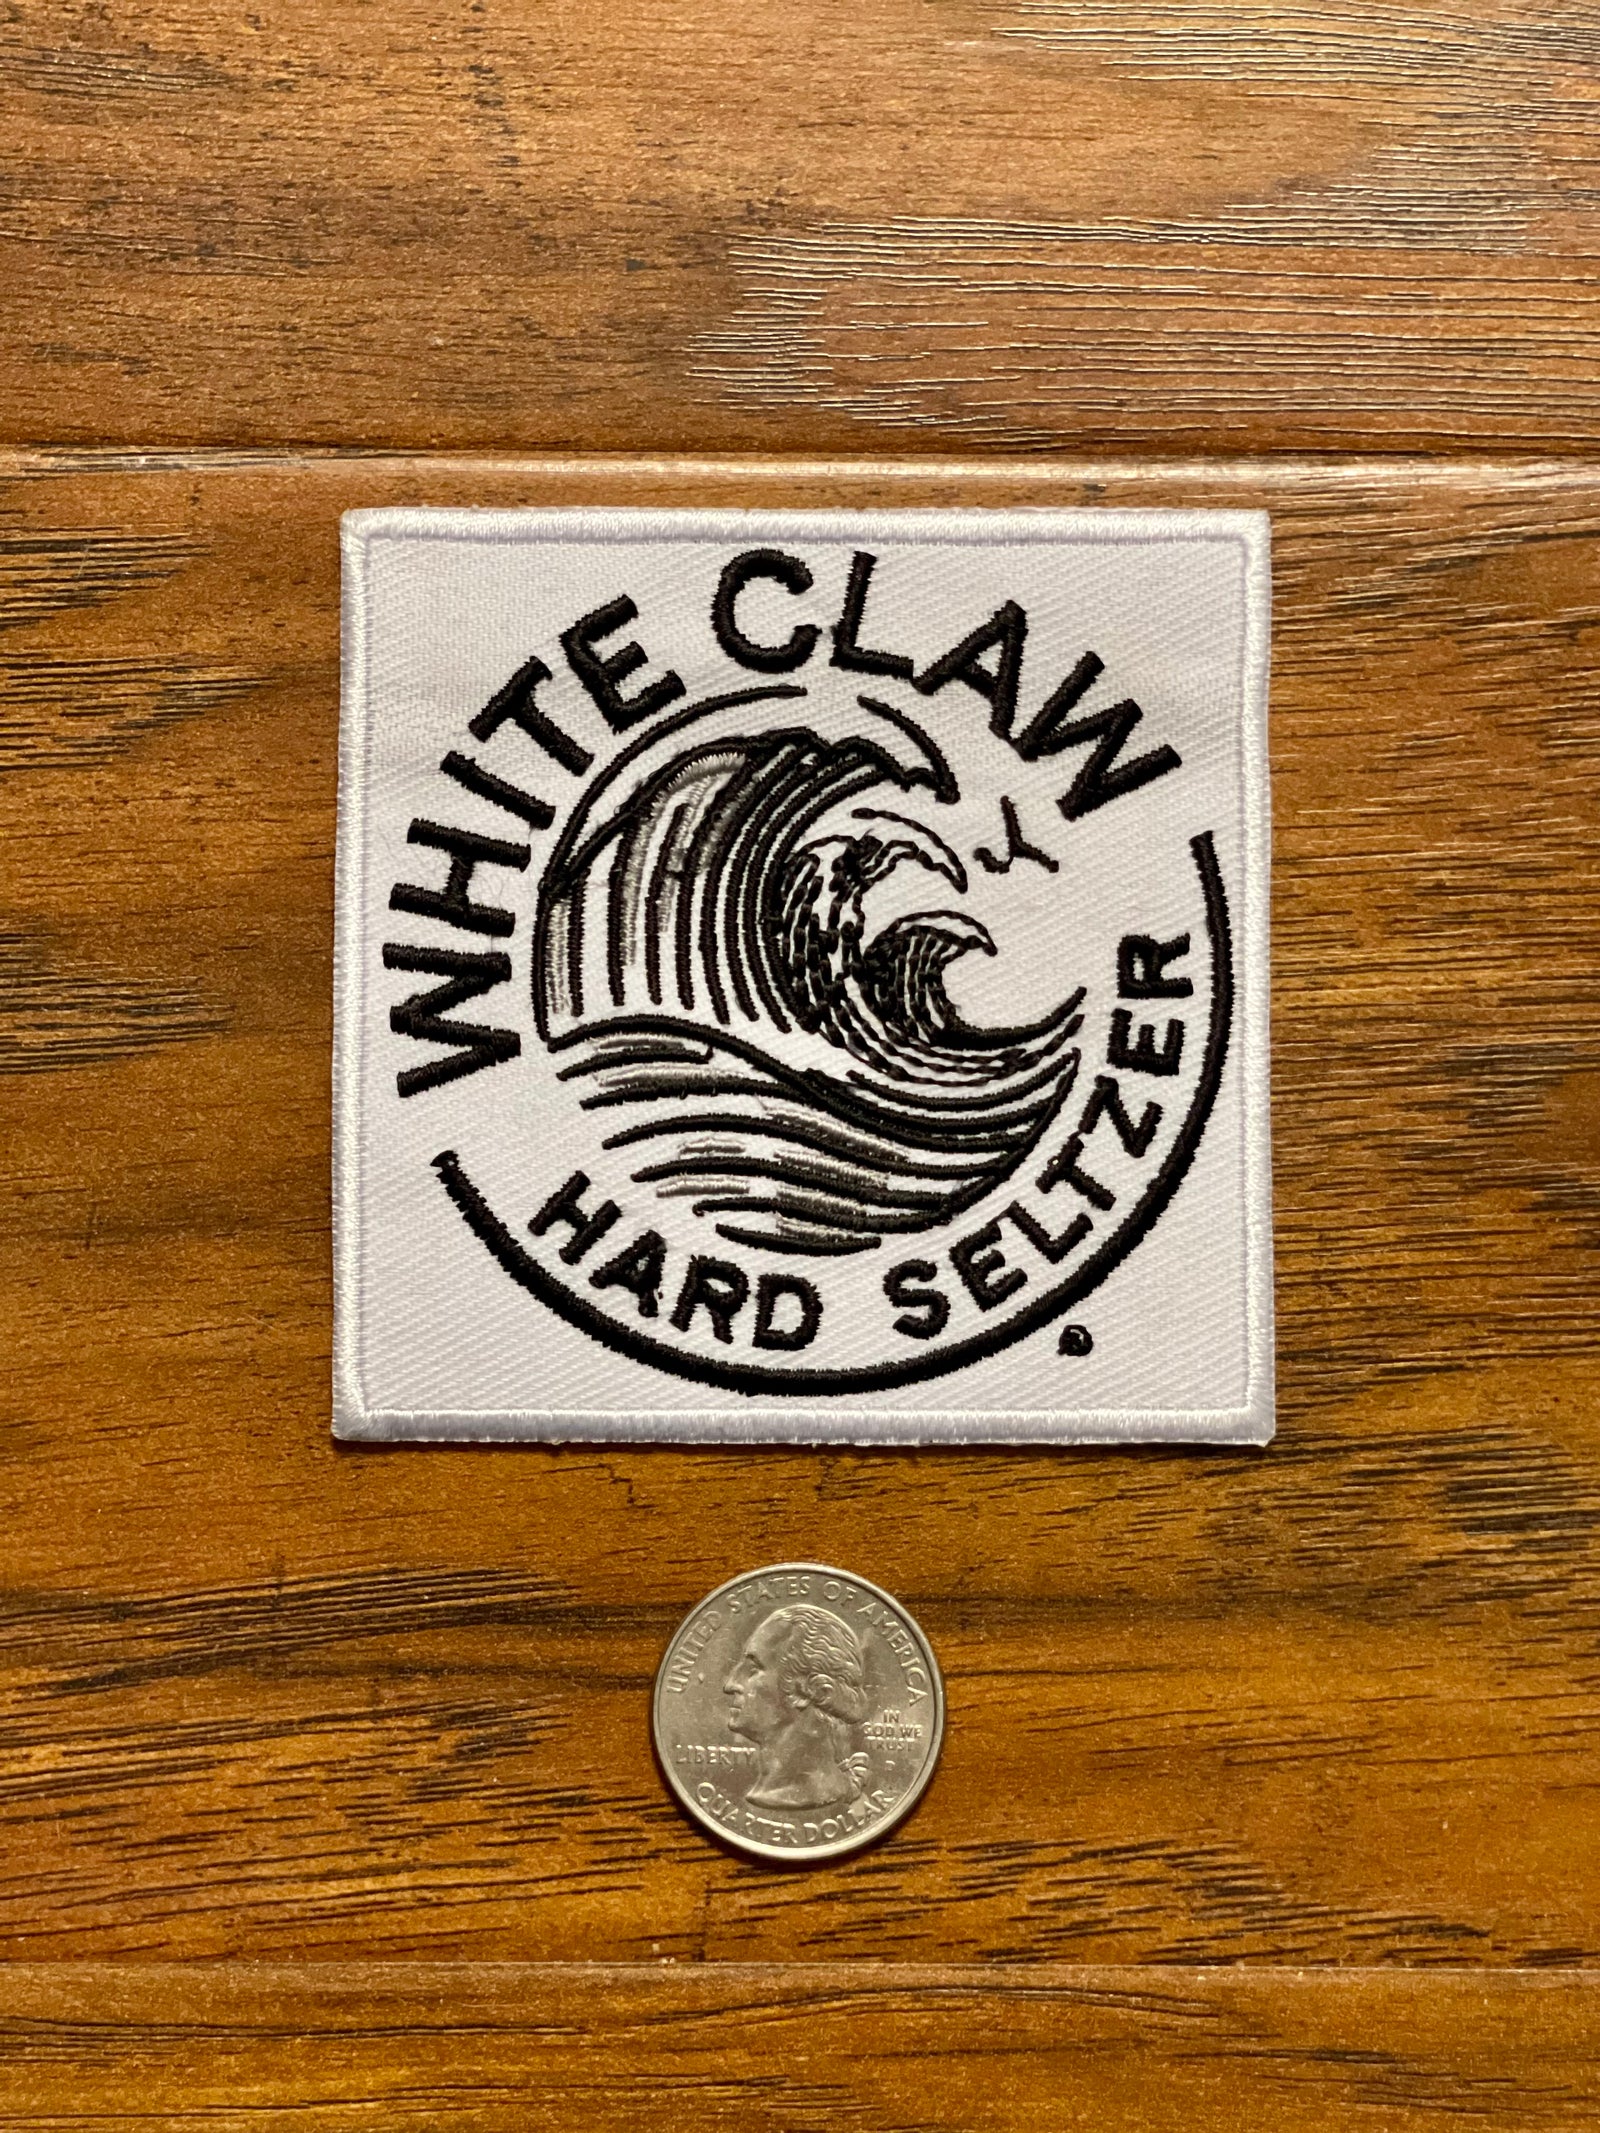 WHITE CLAW
HARD SELTZER
®
UNITED STATES OF AMERICA
LIBERTY
IN
GOD WE
TRUST
D
QUARTER DOLLAR